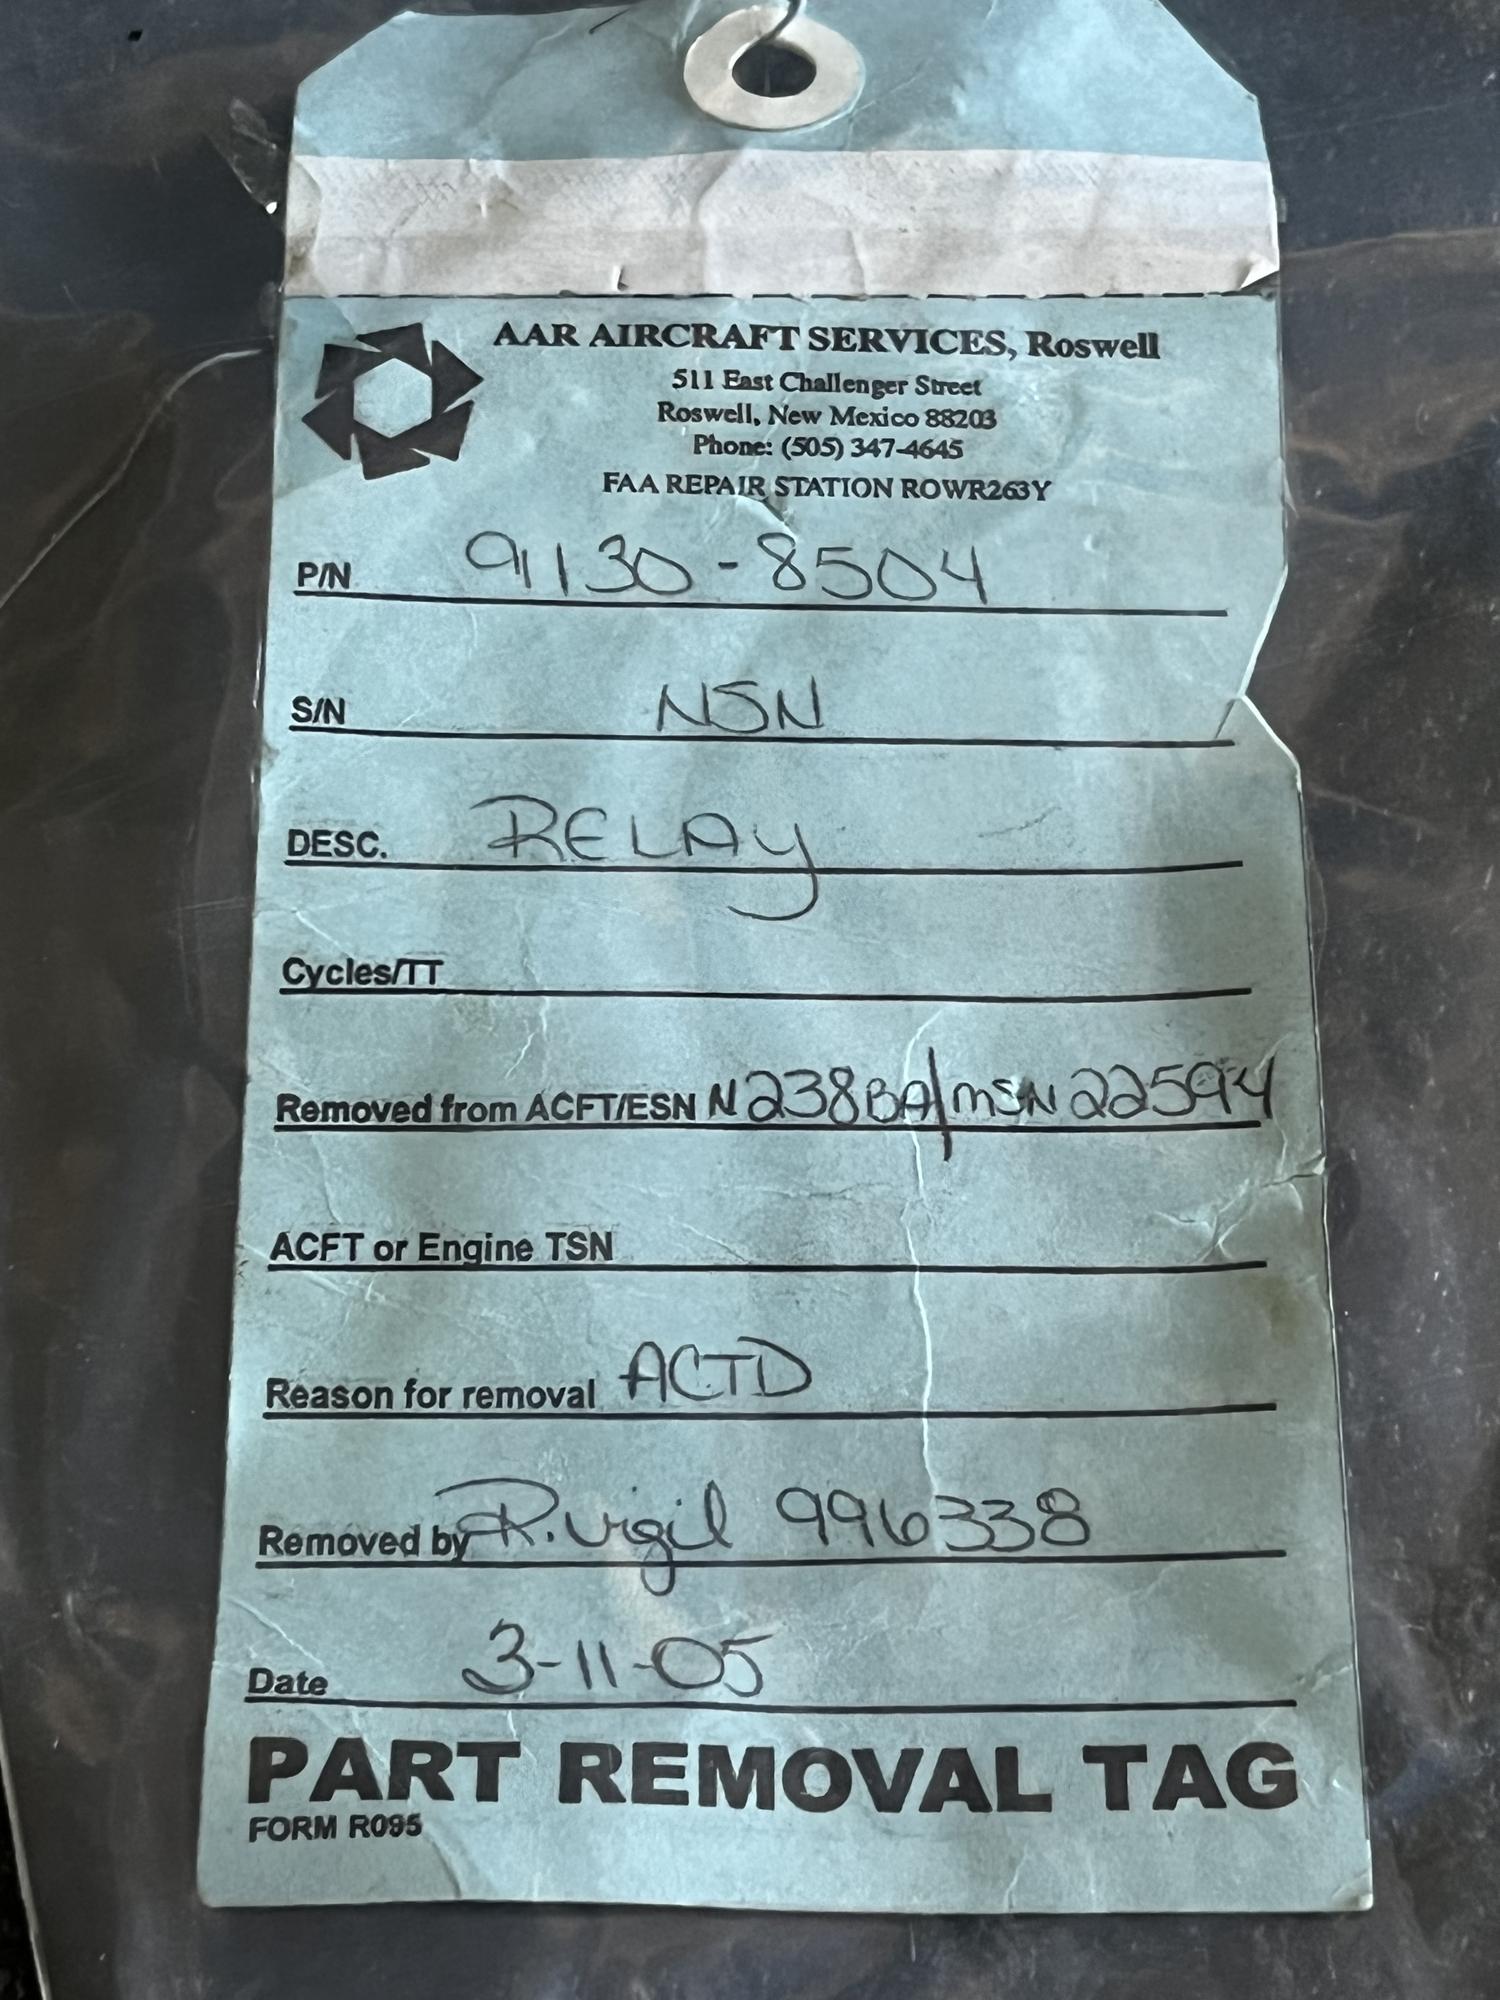 AAR AIRCRAFT SERVICES, Roswell
511 East Challenger Street
Roswell, New Mexico 88203
Phone: (505) 347-4645
FAA REPAIR STATION ROWR263Y
P/N 91130-8504
S/N NSN
DESC. RELAY
Cycles/TT
Removed from ACFT/ESN N238BA/MSN 22594
ACFT or Engine TSN
Reason for removal ACTD
Removed by R. Vigil 996338
Date 3-11-05
PART REMOVAL TAG
FORM R095